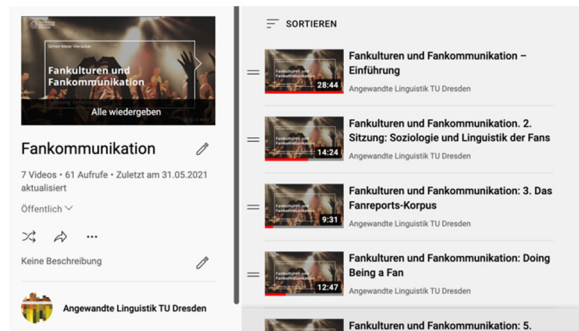 Fankulturen und
Fankommunikation
Alle wiedergeben
Fankommunikation
7 Videos • 61 Aufrufe • Zuletzt am 31.05.2021
aktualisiert
Öffentlich
Keine Beschreibung
Angewandte Linguistik TU Dresden
SORTIEREN
28:44
Fankulturen und Fankommunikation –
Einführung
Angewandte Linguistik TU Dresden
14:24
Fankulturen und Fankommunikation. 2.
Sitzung: Soziologie und Linguistik der Fans
Angewandte Linguistik TU Dresden
9:31
Fankulturen und Fankommunikation: 3. Das
Fanreports-Korpus
Angewandte Linguistik TU Dresden
12:47
Fankulturen und Fankommunikation: Doing
Being a Fan
Angewandte Linguistik TU Dresden
Fankulturen und Fankommunikation: 5.